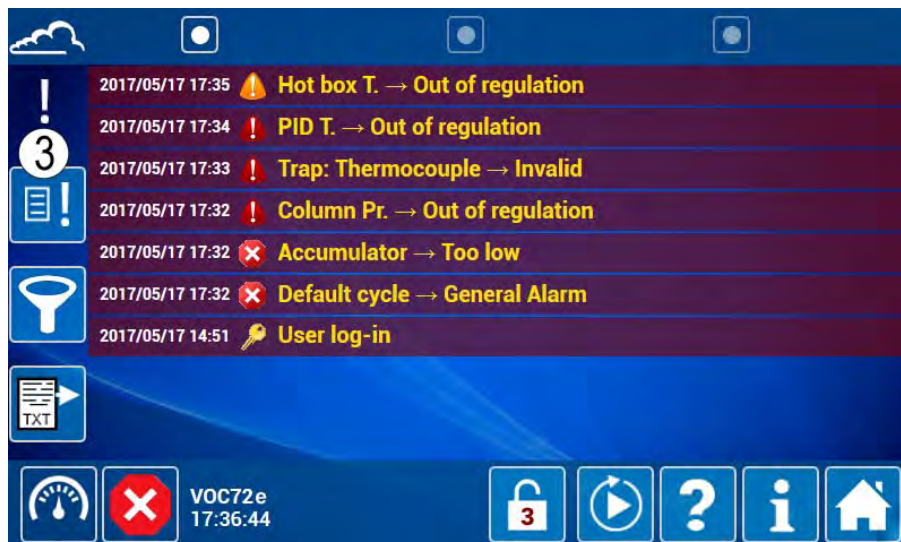 2017/05/17 17:35 Hot box T. → Out of regulation
2017/05/17 17:34 PID T. → Out of regulation
3
2017/05/17 17:33 Trap: Thermocouple → Invalid
2017/05/17 17:32 Column Pr. → Out of regulation
2017/05/17 17:32 Accumulator → Too low
2017/05/17 17:32 Default cycle → General Alarm
2017/05/17 14:51 User log-in
TXT
VOC72e
17:36:44
3
? i